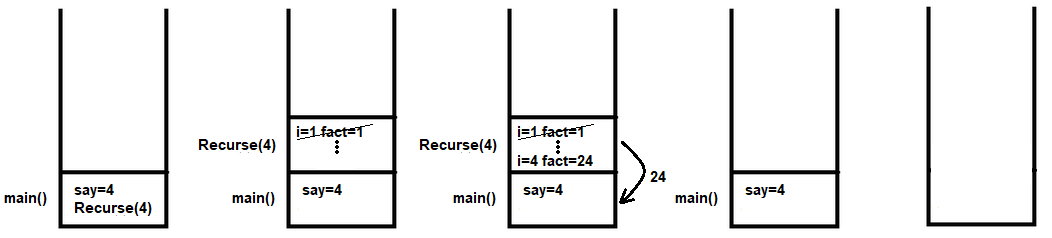 main()
say=4
Recurse(4)
Recurse(4)
i=1 fact=1
main()
say=4
Recurse(4)
i=1 fact=1
i=4 fact=24
24
say=4
main()
say=4